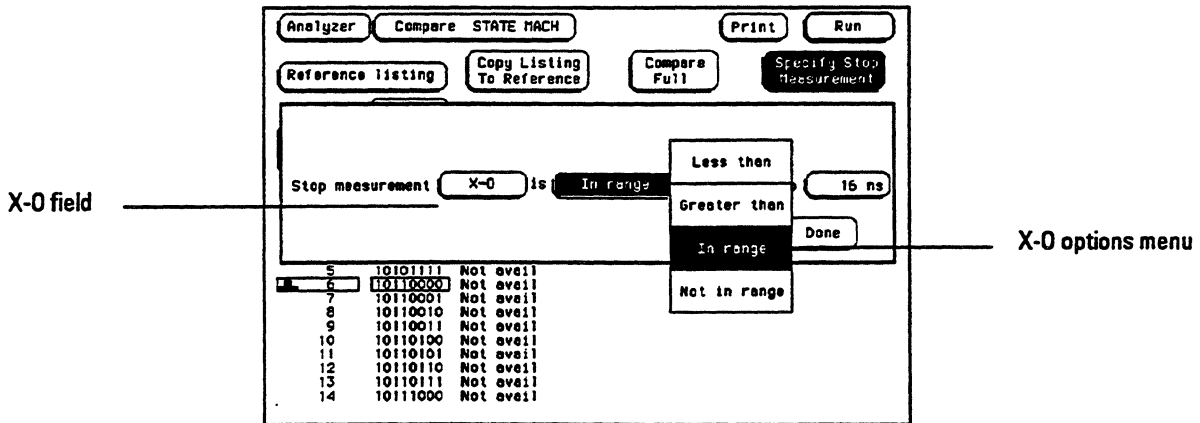 Analyzer Compare STATE MACH Print Run
Reference listing Copy Listing To Reference Compare Full Specify Stop Measurement
Less than
Stop measurement X-O is In range 16 ns
Greater than
X-O field
Done
In range
X-O options menu
Not in range
5 10101111 Not avail
6 10110000 Not avail
7 10110001 Not avail
8 10110010 Not avail
9 10110011 Not avail
10 10110100 Not avail
11 10110101 Not avail
12 10110110 Not avail
13 10110111 Not avail
14 10111000 Not avail